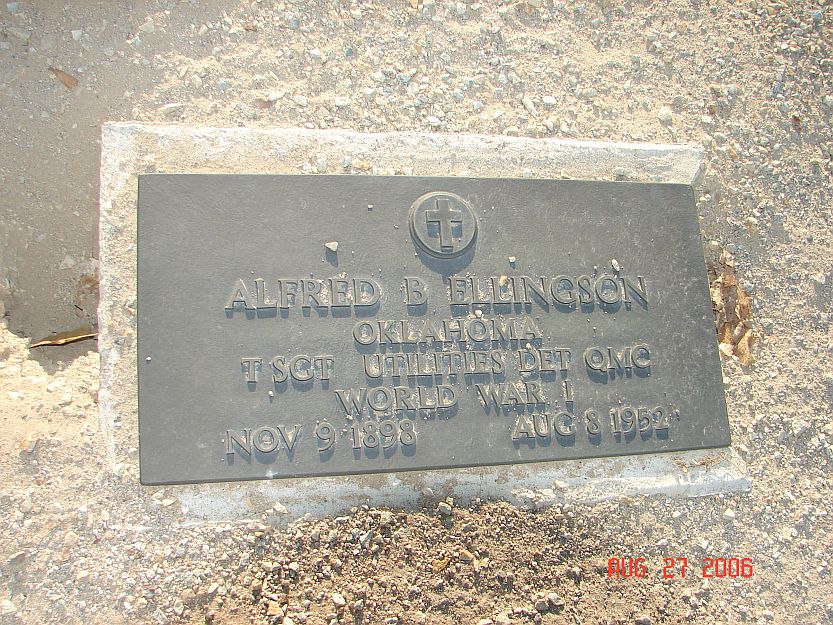 ALFRED B ELLINGSON
OKLAHOMA
T SGT UTILITIES DET QMC
WORLD WAR I
NOV 9 1898 AUG 8 1952
AUG 27 2006